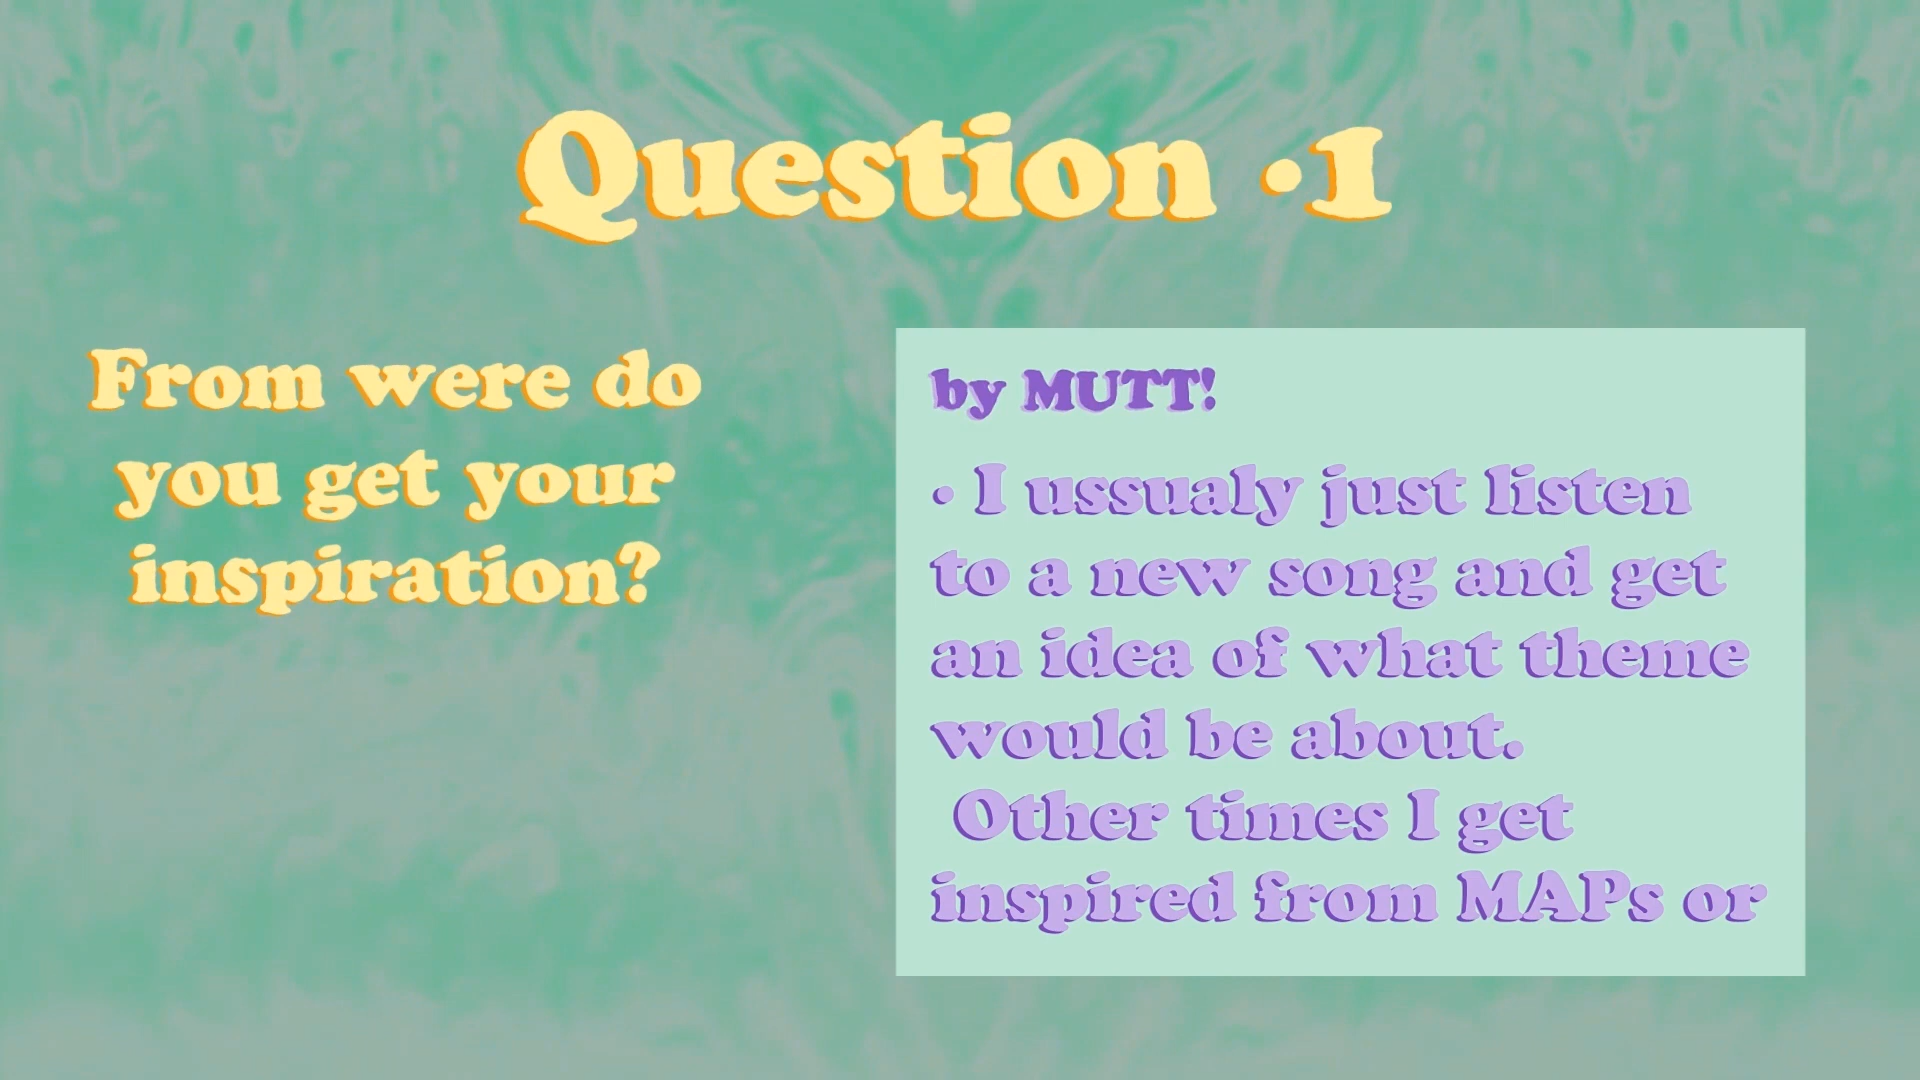 Question •1
From were do
you get your
inspiration?
by MUTT!
• I ussualy just listen
to a new song and get
an idea of what theme
would be about.
Other times I get
inspired from MAPs or